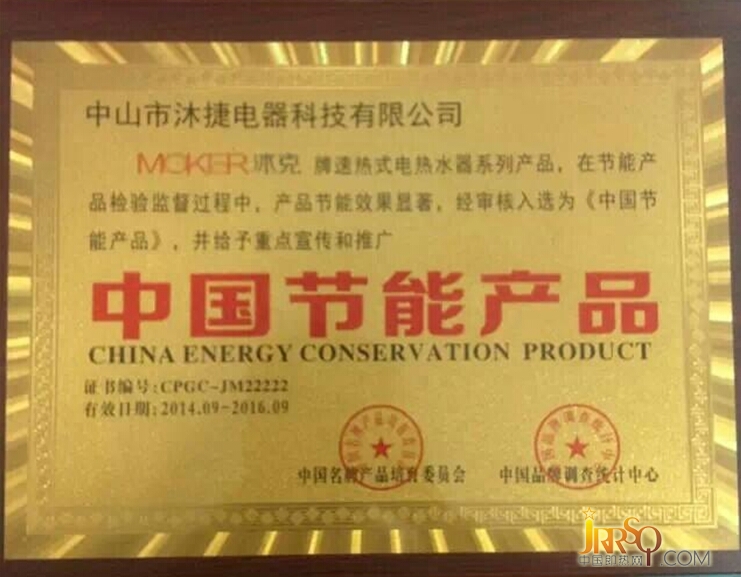 中山市沐捷电器科技有限公司
MOKER 沐克 牌速热式电热水器系列产品，在节能产
品检验监督过程中，产品节能效果显著，经审核入选为《中国节
能产品》，并给予重点宣传和推广
中国节能产品
CHINA ENERGY CONSERVATION PRODUCT
证书编号:CPGC-JM22222
有效日期:2014.09-2016.09
中国名牌产品培育委员会 中国品牌调查统计中心
JRRSQ.COM
中国即热网